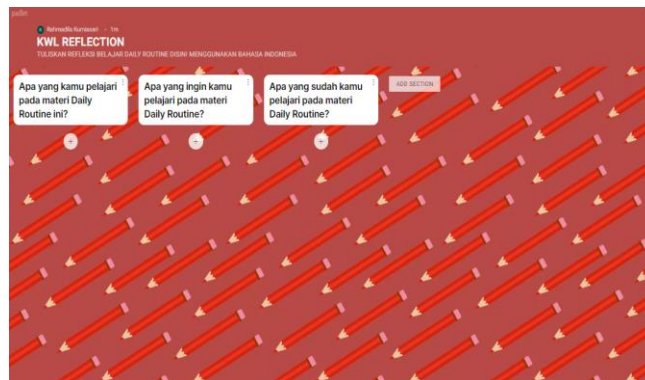 padlet
Rahmadila Kurniasari · 1m
KWL REFLECTION
TULISKAN REFLEKSI BELAJAR DAILY ROUTINE DISINI MENGGUNAKAN BAHASA INDONESIA
Apa yang kamu pelajari
pada materi Daily
Routine ini?
Apa yang ingin kamu
pelajari pada materi
Daily Routine?
Apa yang sudah kamu
pelajari pada materi
Daily Routine?
ADD SECTION